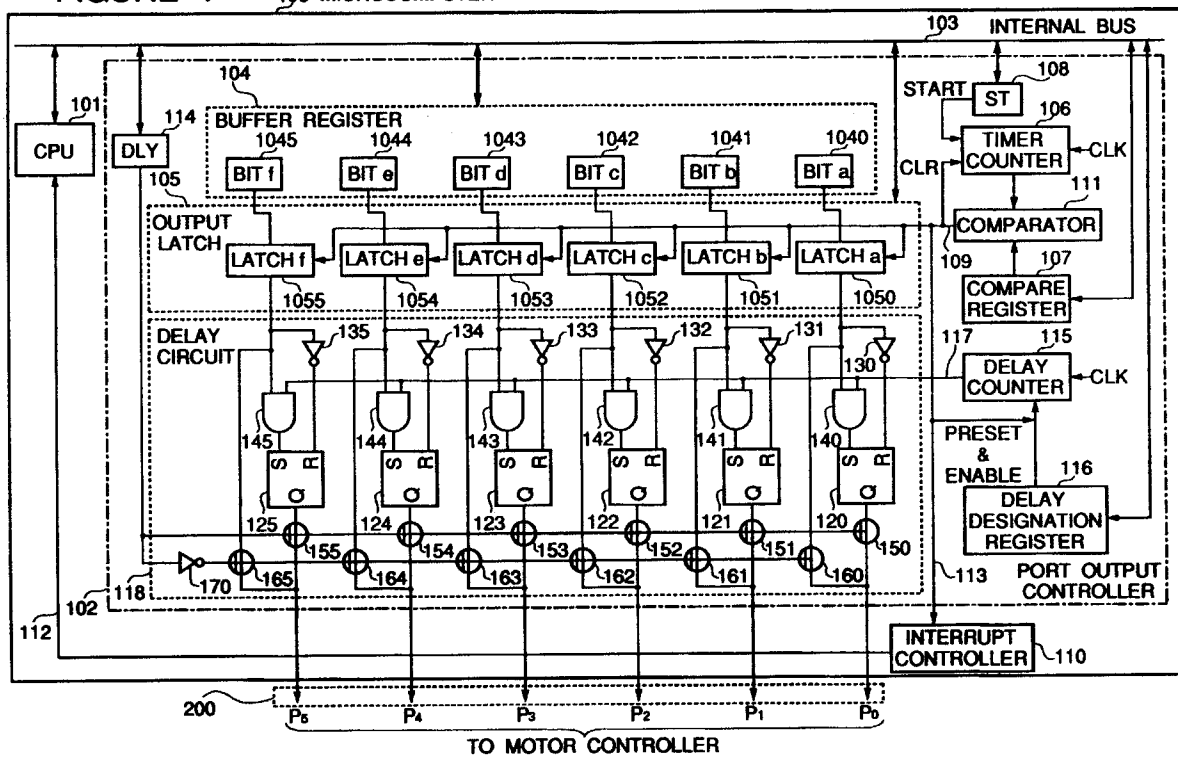 103 INTERNAL BUS
104
101
CPU
114
DLY
BUFFER REGISTER
1045 1044 1043 1042 1041 1040
BIT f BIT e BIT d BIT c BIT b BIT a
START
108
ST
106
TIMER
COUNTER
CLK
CLR
105
OUTPUT
LATCH
111
COMPARATOR
109
LATCH f LATCH e LATCH d LATCH c LATCH b LATCH a
1055 1054 1053 1052 1051 1050
107
COMPARE
REGISTER
DELAY
CIRCUIT
135 134 133 132 131 130
117
115
DELAY
COUNTER
CLK
145 144 143 142 141 140
PRESET
&
ENABLE
S R S R S R S R S R S R
Q Q Q Q Q Q
116
DELAY
DESIGNATION
REGISTER
125 124 123 122 121 120
155 154 153 152 151 150
170
165 164 163 162 161 160
118
102
112
113
PORT OUTPUT
CONTROLLER
INTERRUPT
CONTROLLER
110
200
P5 P4 P3 P2 P1 P0
TO MOTOR CONTROLLER